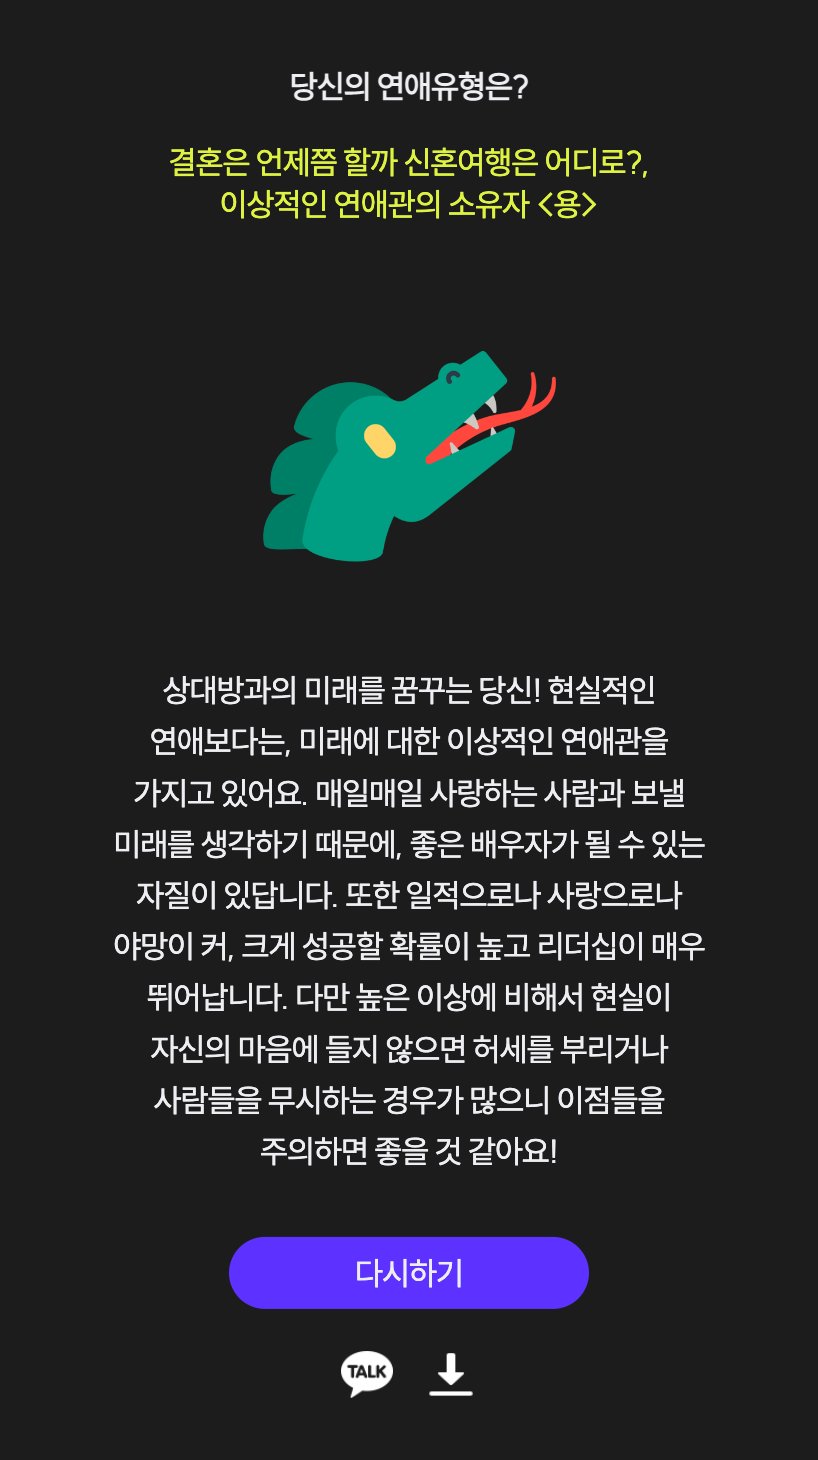 당신의 연애유형은?
결혼은 언제쯤 할까 신혼여행은 어디로?,
이상적인 연애관의 소유자 <용>
상대방과의 미래를 꿈꾸는 당신! 현실적인
연애보다는, 미래에 대한 이상적인 연애관을
가지고 있어요. 매일매일 사랑하는 사람과 보낼
미래를 생각하기 때문에, 좋은 배우자가 될 수 있는
자질이 있답니다. 또한 일적으로나 사랑으로나
야망이 커, 크게 성공할 확률이 높고 리더십이 매우
뛰어납니다. 다만 높은 이상에 비해서 현실이
자신의 마음에 들지 않으면 허세를 부리거나
사람들을 무시하는 경우가 많으니 이점들을
주의하면 좋을 것 같아요!
다시하기
TALK